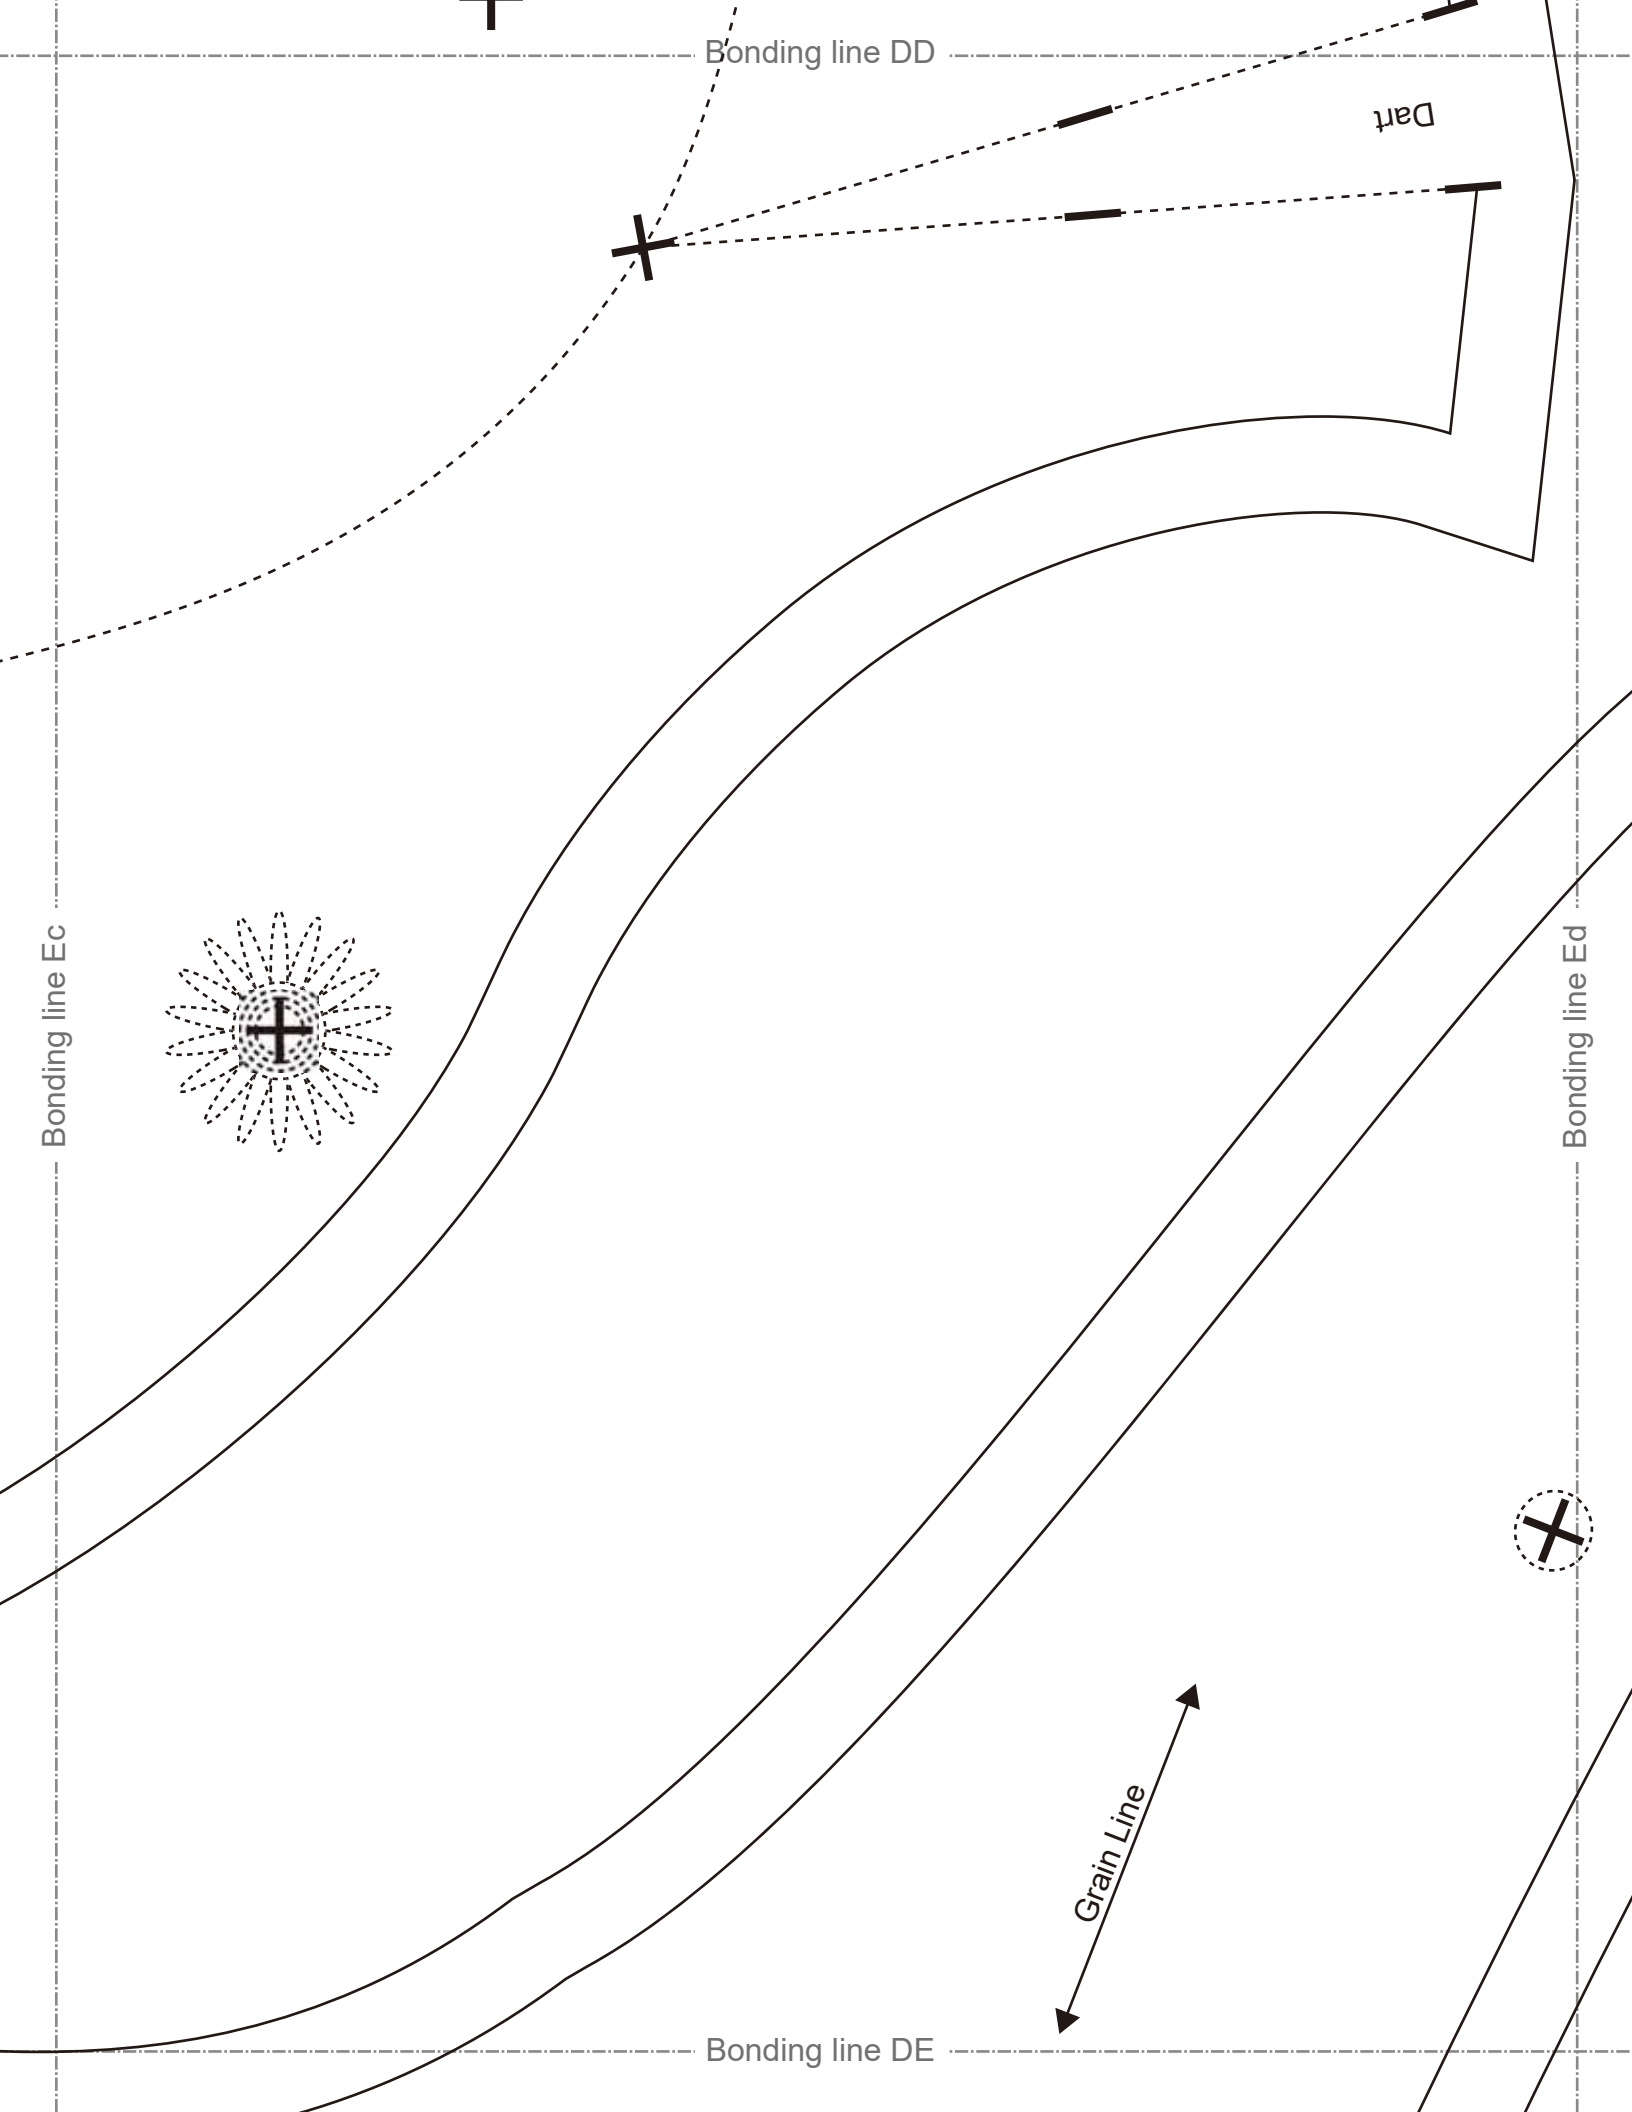 Bonding line DD
Dart
Bonding line Ec
Bonding line Ed
Grain Line
Bonding line DE